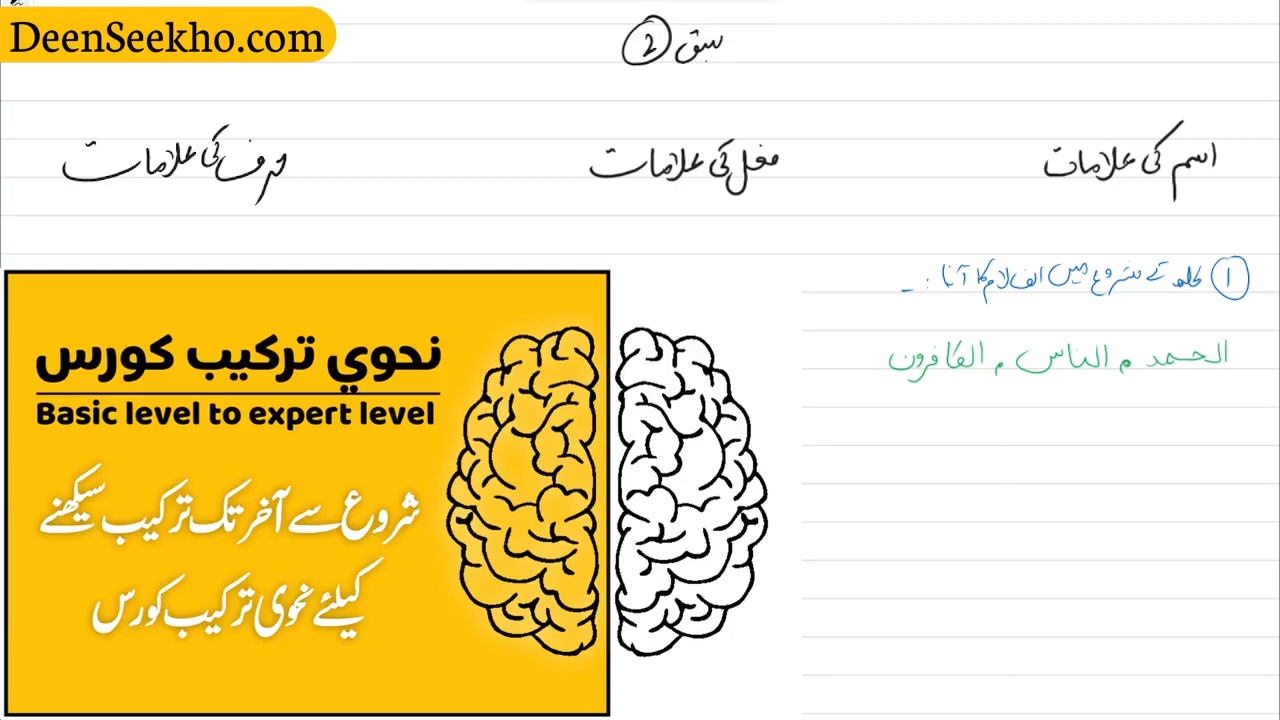 DeenSeekho.com
سبق ②
اسم کی علامات
فعل کی علامات
حرف کی علامات
① کلمہ کے شروع میں الف لام کا آنا :-
الحمد ، الناس ، الکافرون
نحوي تركيب كورس
Basic level to expert level
شروع سے آخر تک ترکیب سیکھنے
کیلئے نحوی ترکیب کورس